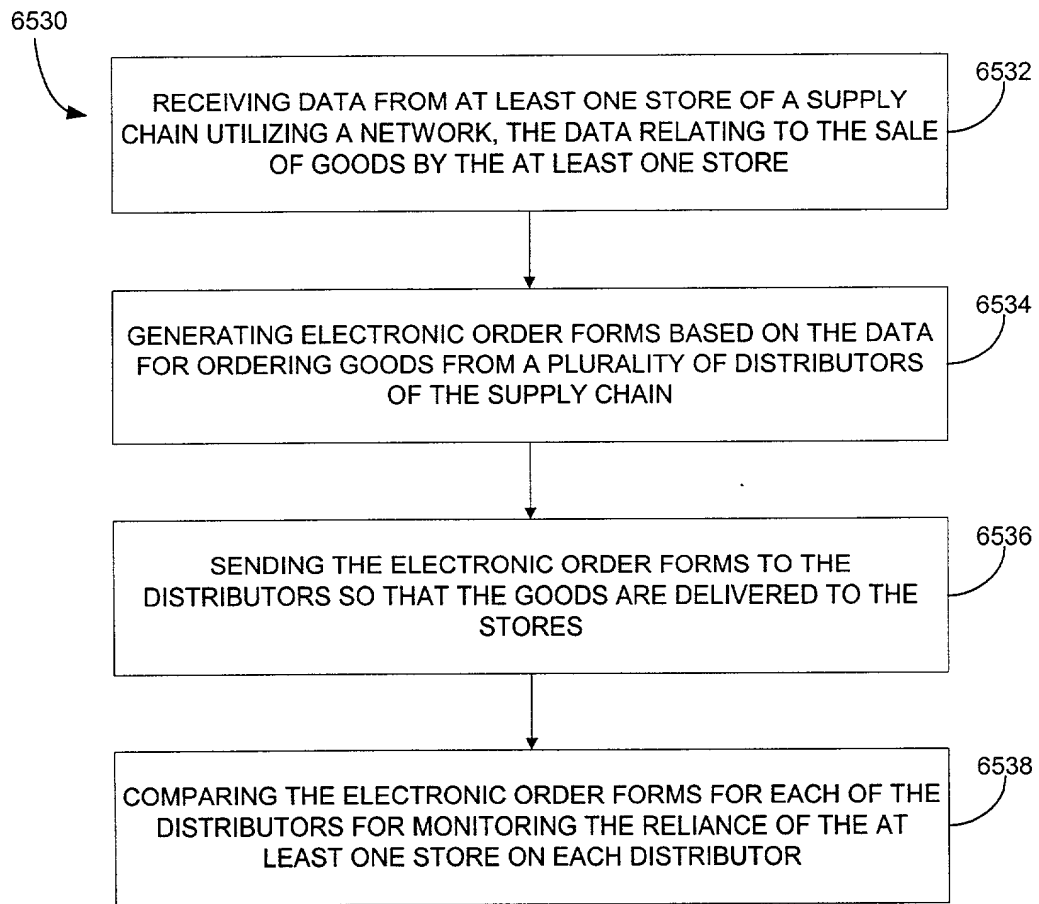 6530
6532
RECEIVING DATA FROM AT LEAST ONE STORE OF A SUPPLY
CHAIN UTILIZING A NETWORK, THE DATA RELATING TO THE SALE
OF GOODS BY THE AT LEAST ONE STORE
6534
GENERATING ELECTRONIC ORDER FORMS BASED ON THE DATA
FOR ORDERING GOODS FROM A PLURALITY OF DISTRIBUTORS
OF THE SUPPLY CHAIN
6536
SENDING THE ELECTRONIC ORDER FORMS TO THE
DISTRIBUTORS SO THAT THE GOODS ARE DELIVERED TO THE
STORES
6538
COMPARING THE ELECTRONIC ORDER FORMS FOR EACH OF THE
DISTRIBUTORS FOR MONITORING THE RELIANCE OF THE AT
LEAST ONE STORE ON EACH DISTRIBUTOR